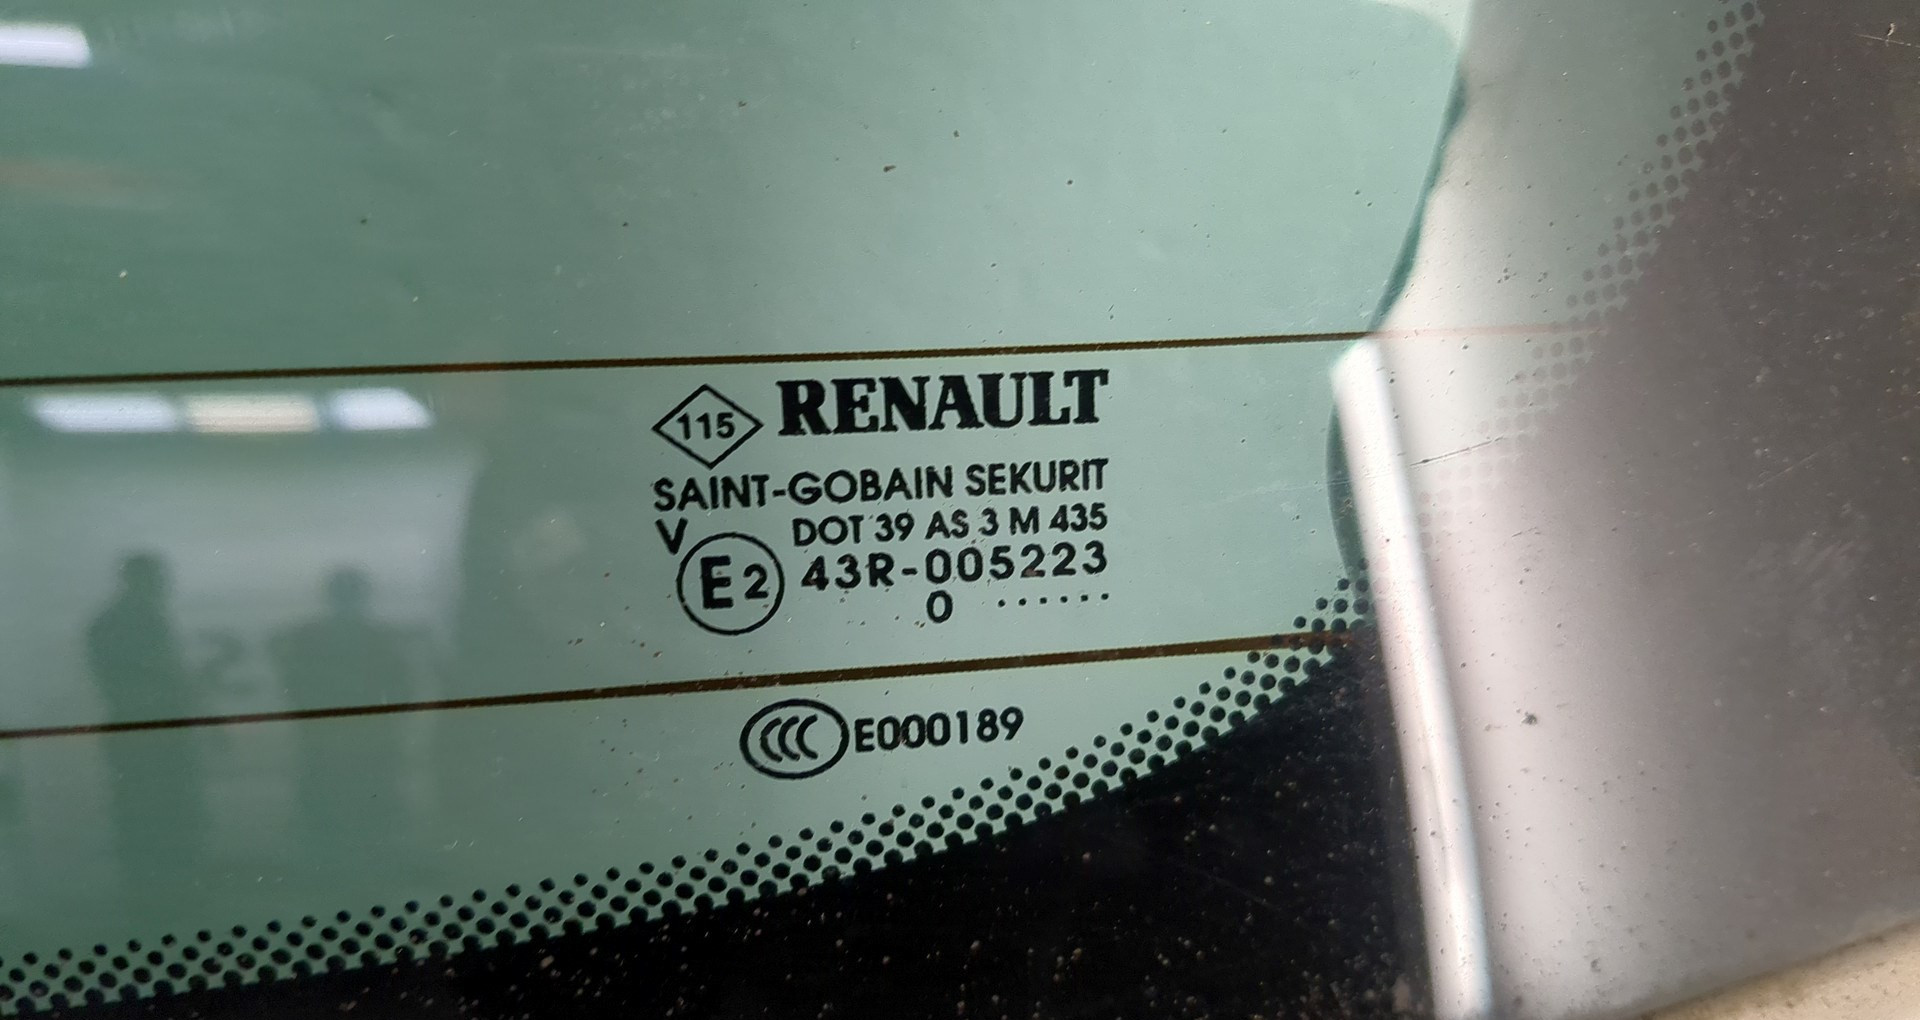 115 RENAULT
SAINT-GOBAIN SEKURIT
V DOT 39 AS 3 M 435
E2 43R-005223
0 ......
CCC E000189